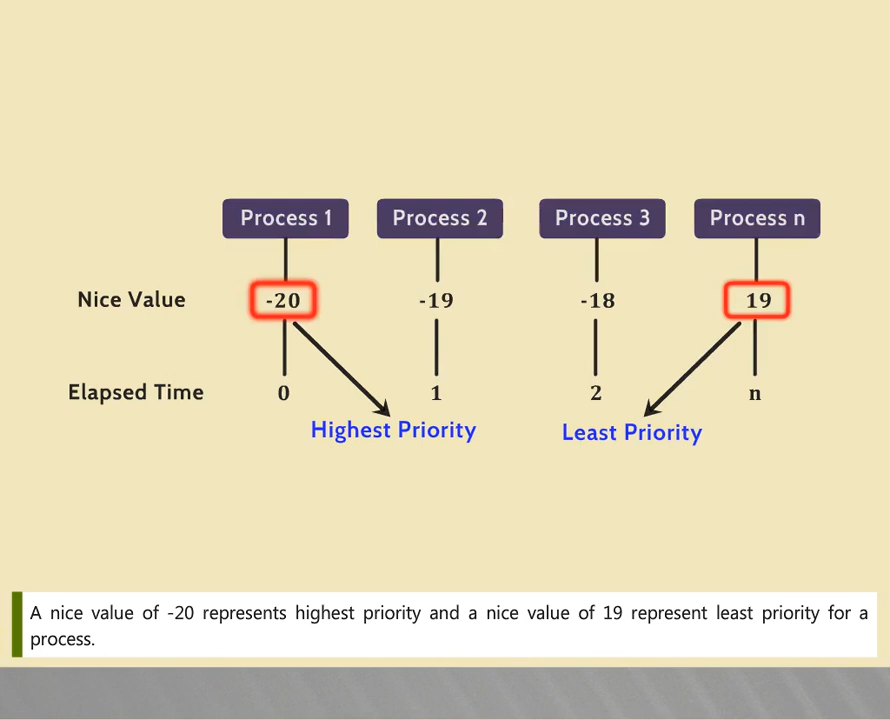 Process 1 Process 2 Process 3 Process n
Nice Value -20 -19 -18 19
Elapsed Time 0 1 2 n
Highest Priority Least Priority
A nice value of -20 represents highest priority and a nice value of 19 represent least priority for a
process.